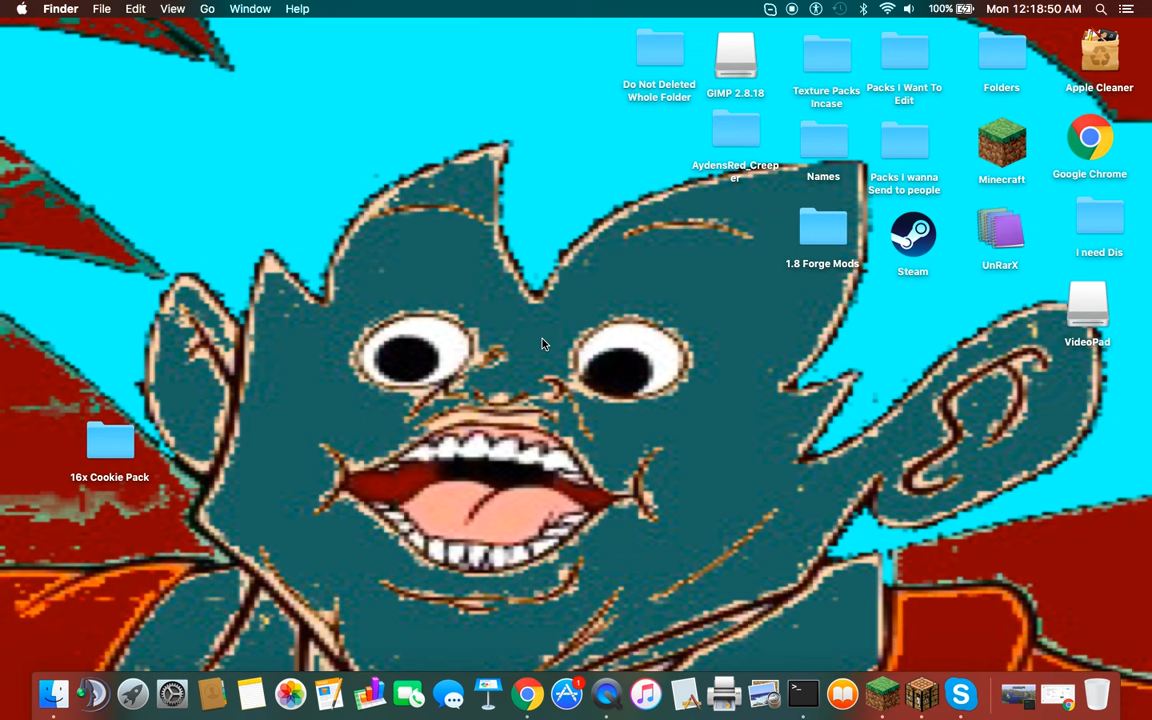 Finder File Edit View Go Window Help 100% Mon 12:18:50 AM
Do Not Deleted
Whole Folder
GIMP 2.8.18
Texture Packs
Incase
Packs I Want To
Edit
Folders
Apple Cleaner
AydensRed_Creep
er
Names
Packs I wanna
Send to people
Minecraft
Google Chrome
1.8 Forge Mods
Steam
UnRarX
I need Dis
VideoPad
16x Cookie Pack
1